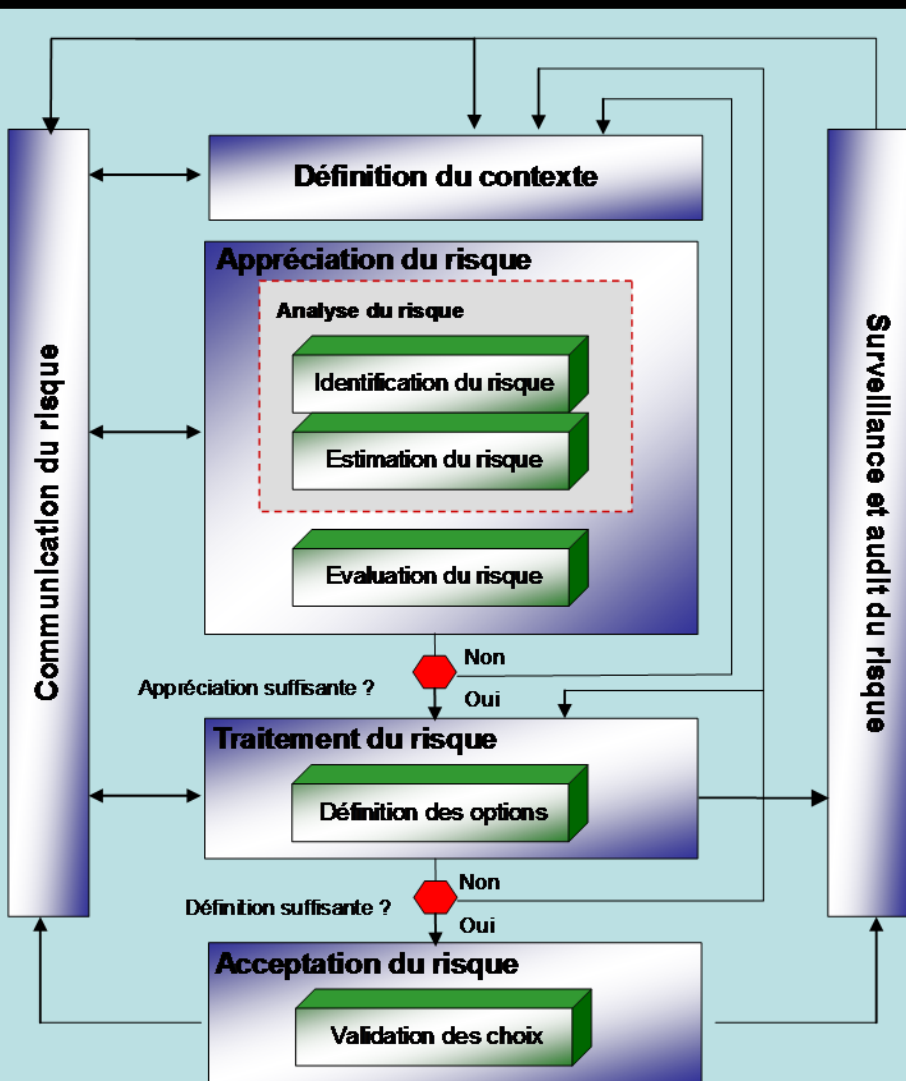 Définition du contexte
Appréciation du risque
Analyse du risque
Identification du risque
Estimation du risque
Evaluation du risque
Communication du risque
Surveillance et audit du risque
Non
Appréciation suffisante ?
Oui
Traitement du risque
Définition des options
Non
Définition suffisante ?
Oui
Acceptation du risque
Validation des choix